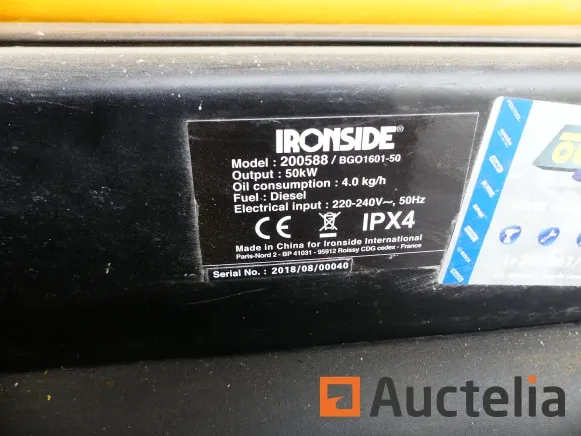 IRONSIDE®
Model : 200588 / BGO1601-50
Output : 50kW
Oil consumption : 4.0 kg/h
Fuel : Diesel
Electrical input : 220-240V~, 50Hz
CE IPX4
Made in China for Ironside International
Paris-Nord 2 - BP 41031 - 95912 Roissy CDG cedex - France
Serial No. : 2018/08/00040
Auctelia